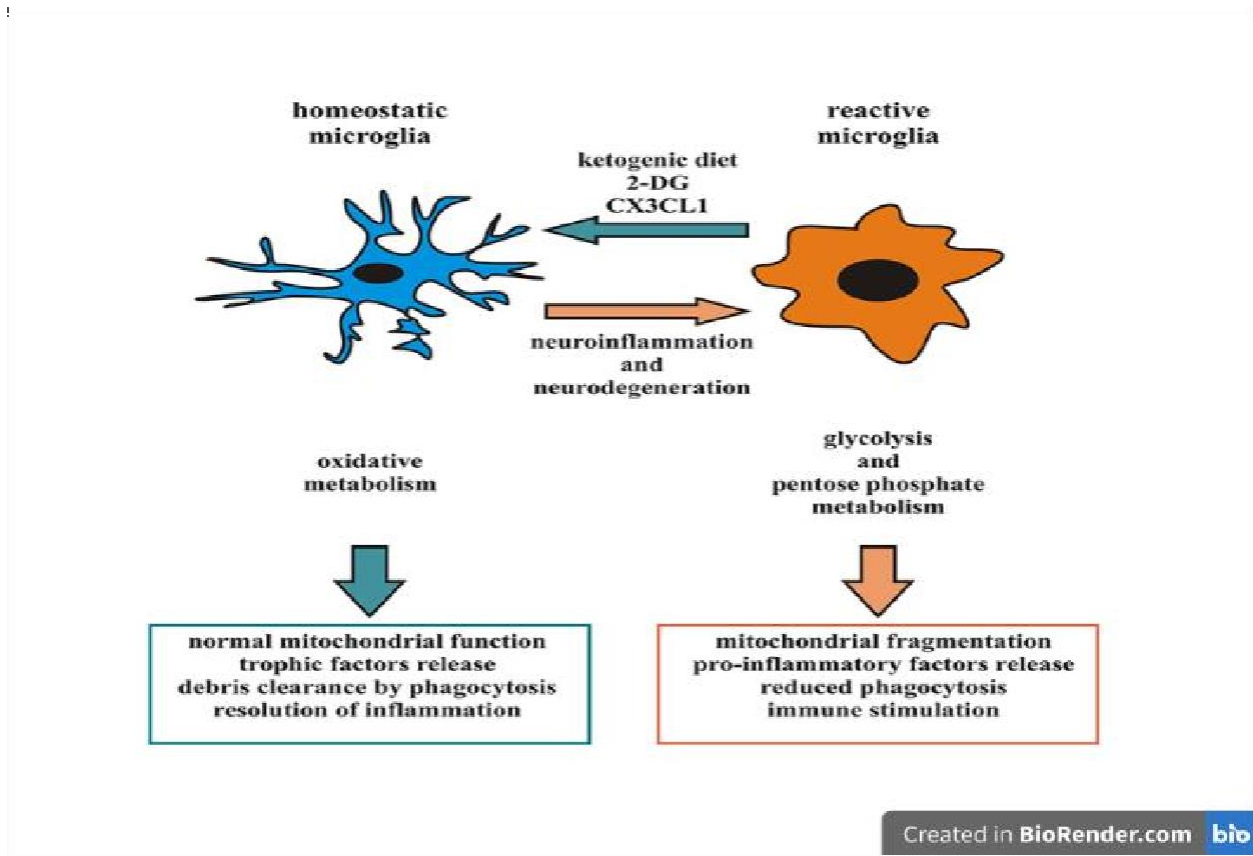 !
homeostatic
microglia
reactive
microglia
ketogenic diet
2-DG
CX3CL1
neuroinflammation
and
neurodegeneration
oxidative
metabolism
glycolysis
and
pentose phosphate
metabolism
normal mitochondrial function
trophic factors release
debris clearance by phagocytosis
resolution of inflammation
mitochondrial fragmentation
pro-inflammatory factors release
reduced phagocytosis
immune stimulation
Created in BioRender.com bio